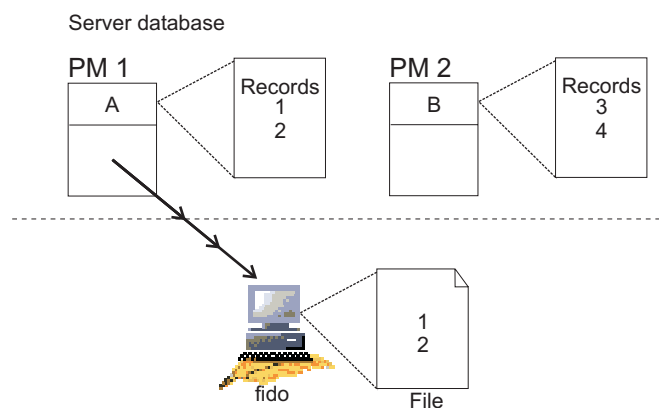 Server database
PM 1
A
Records
1
2
PM 2
B
Records
3
4
fido
1
2
File